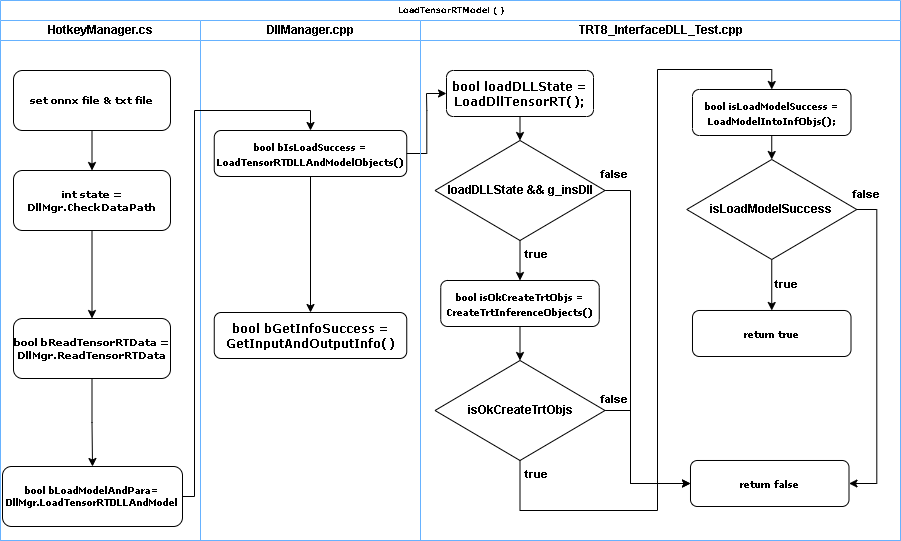 LoadTensorRTModel ( )
HotkeyManager.cs
DllManager.cpp
TRT8_InterfaceDLL_Test.cpp
set onnx file & txt file
int state =
DllMgr.CheckDataPath
bool bReadTensorRTData =
DllMgr.ReadTensorRTData
bool bLoadModelAndPara=
DllMgr.LoadTensorRTDLLAndModel
bool bIsLoadSuccess =
LoadTensorRTDLLAndModelObjects()
bool bGetInfoSuccess =
GetInputAndOutputInfo( )
bool loadDLLState =
LoadDllTensorRT( );
loadDLLState && g_insDll
false
true
bool isOkCreateTrtObjs =
CreateTrtInferenceObjects()
isOkCreateTrtObjs
false
true
bool isLoadModelSuccess =
LoadModelIntoInfObjs();
isLoadModelSuccess
false
true
return true
return false